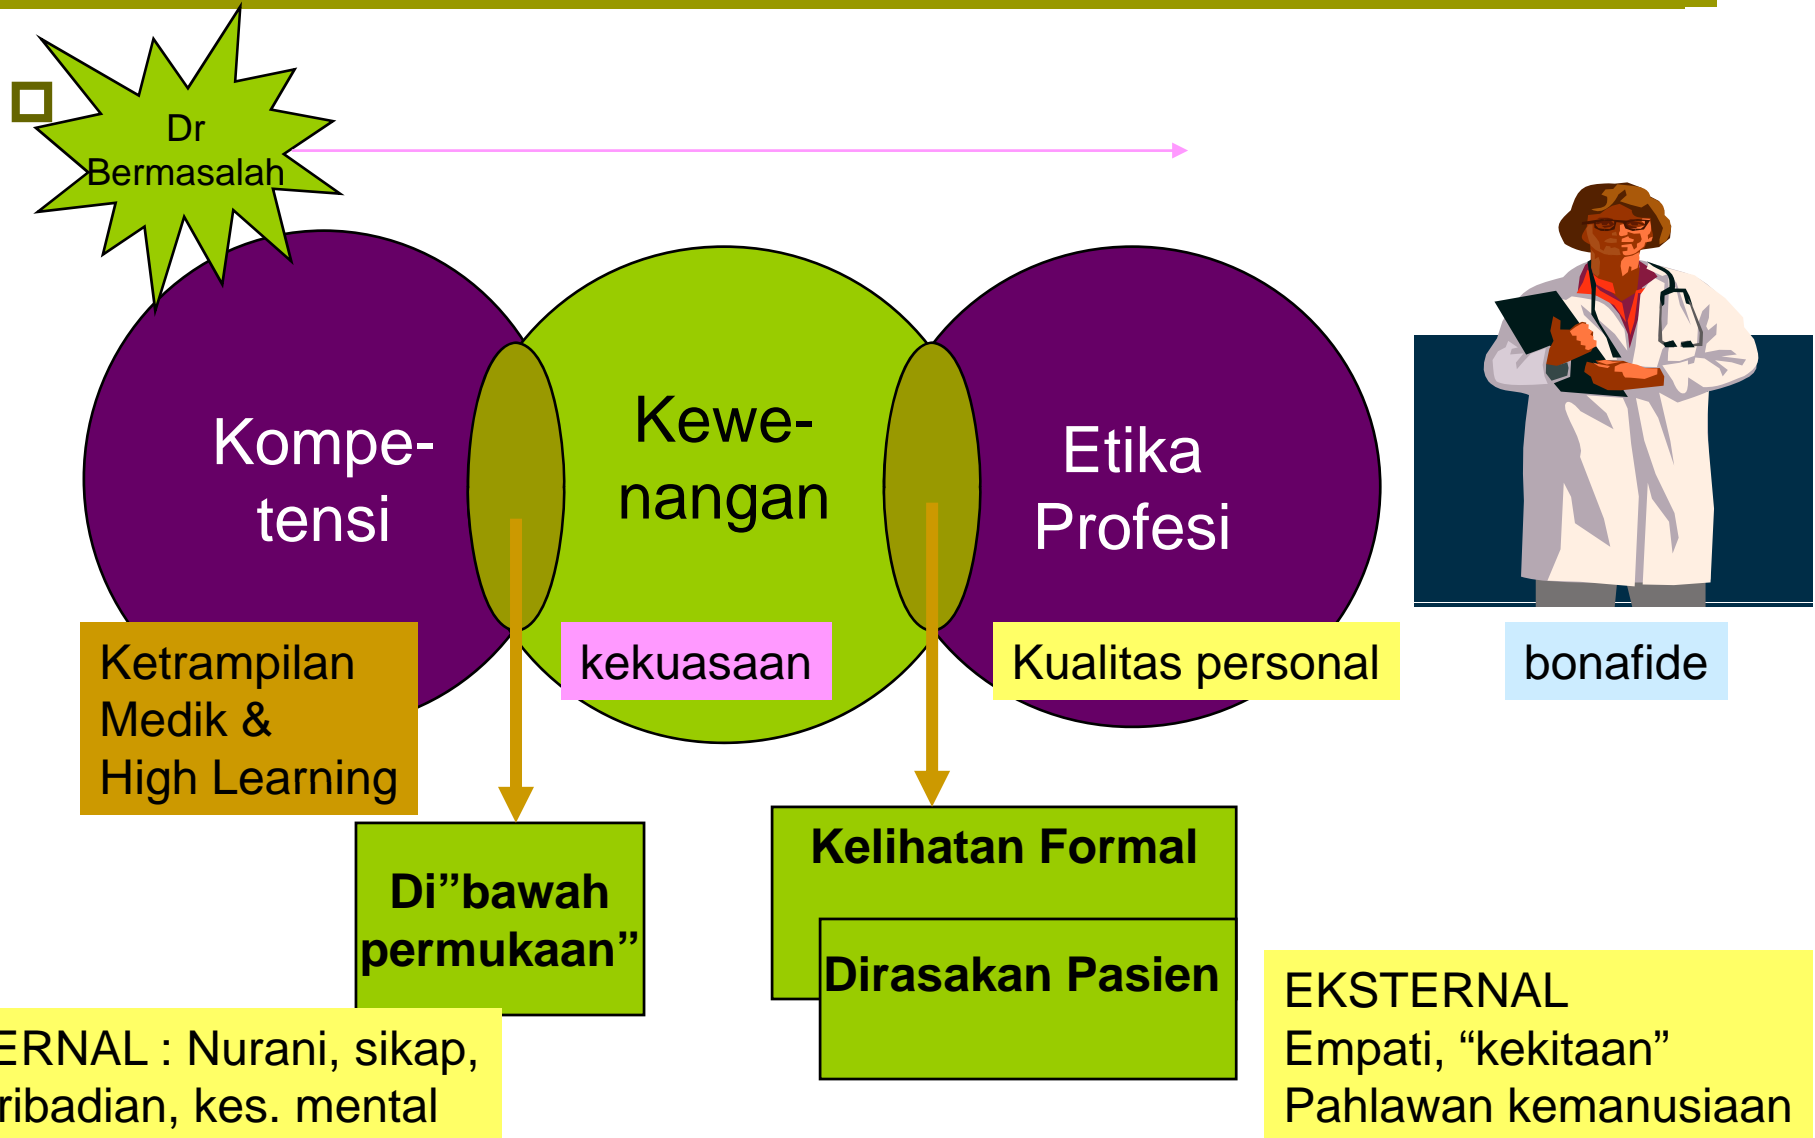 Dr
Bermasalah
Kompe-
tensi
Kewe-
nangan
Etika
Profesi
Ketrampilan
Medik &
High Learning
kekuasaan
Kualitas personal
bonafide
Di”bawah
permukaan”
Kelihatan Formal
Dirasakan Pasien
ERNAL : Nurani, sikap,
ribadian, kes. mental
EKSTERNAL
Empati, “kekitaan”
Pahlawan kemanusiaan